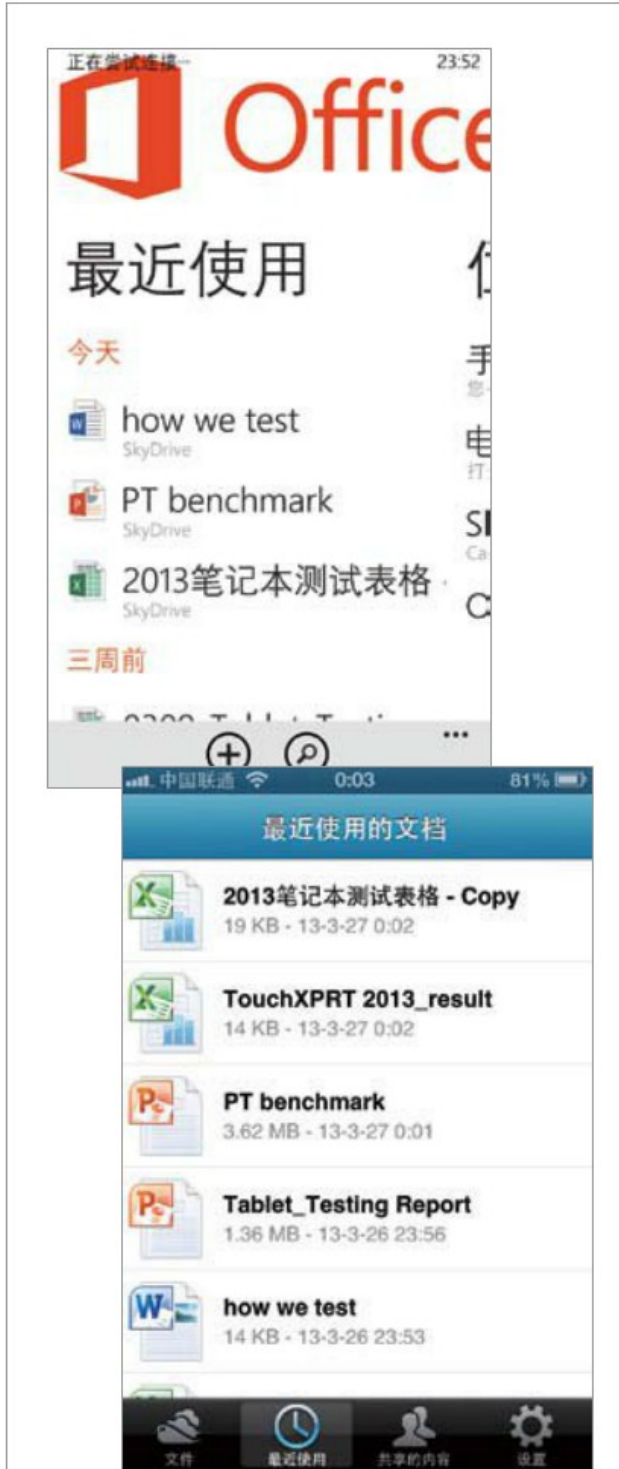 正在尝试连接… 23:52
Office
最近使用
今天
how we test
SkyDrive
PT benchmark
SkyDrive
2013笔记本测试表格
SkyDrive
三周前
手
您
电
打
中国联通 0:03 81%
最近使用的文档
2013笔记本测试表格 - Copy
19 KB - 13-3-27 0:02
TouchXPRT 2013_result
14 KB - 13-3-27 0:02
PT benchmark
3.62 MB - 13-3-27 0:01
Tablet_Testing Report
1.36 MB - 13-3-26 23:56
how we test
14 KB - 13-3-26 23:53
文件 最近使用 共享的内容 设置